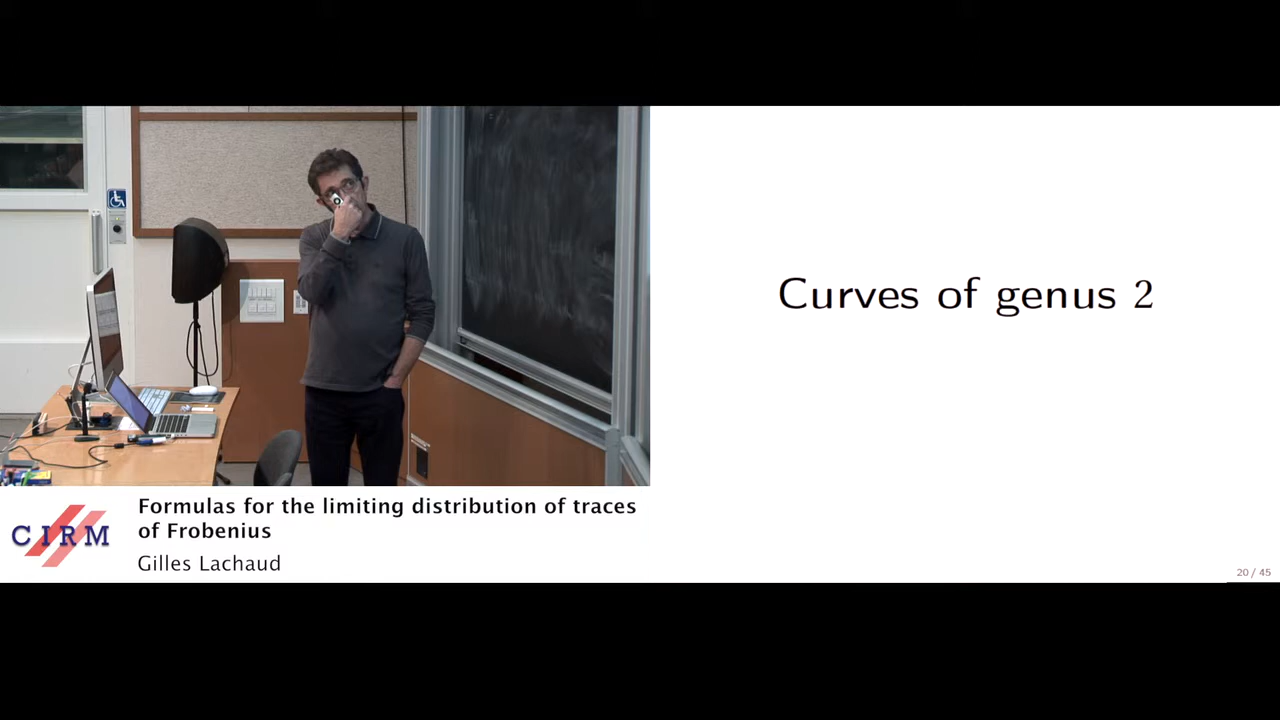 Curves of genus 2
Formulas for the limiting distribution of traces
of Frobenius
CIRM
Gilles Lachaud
20 / 45